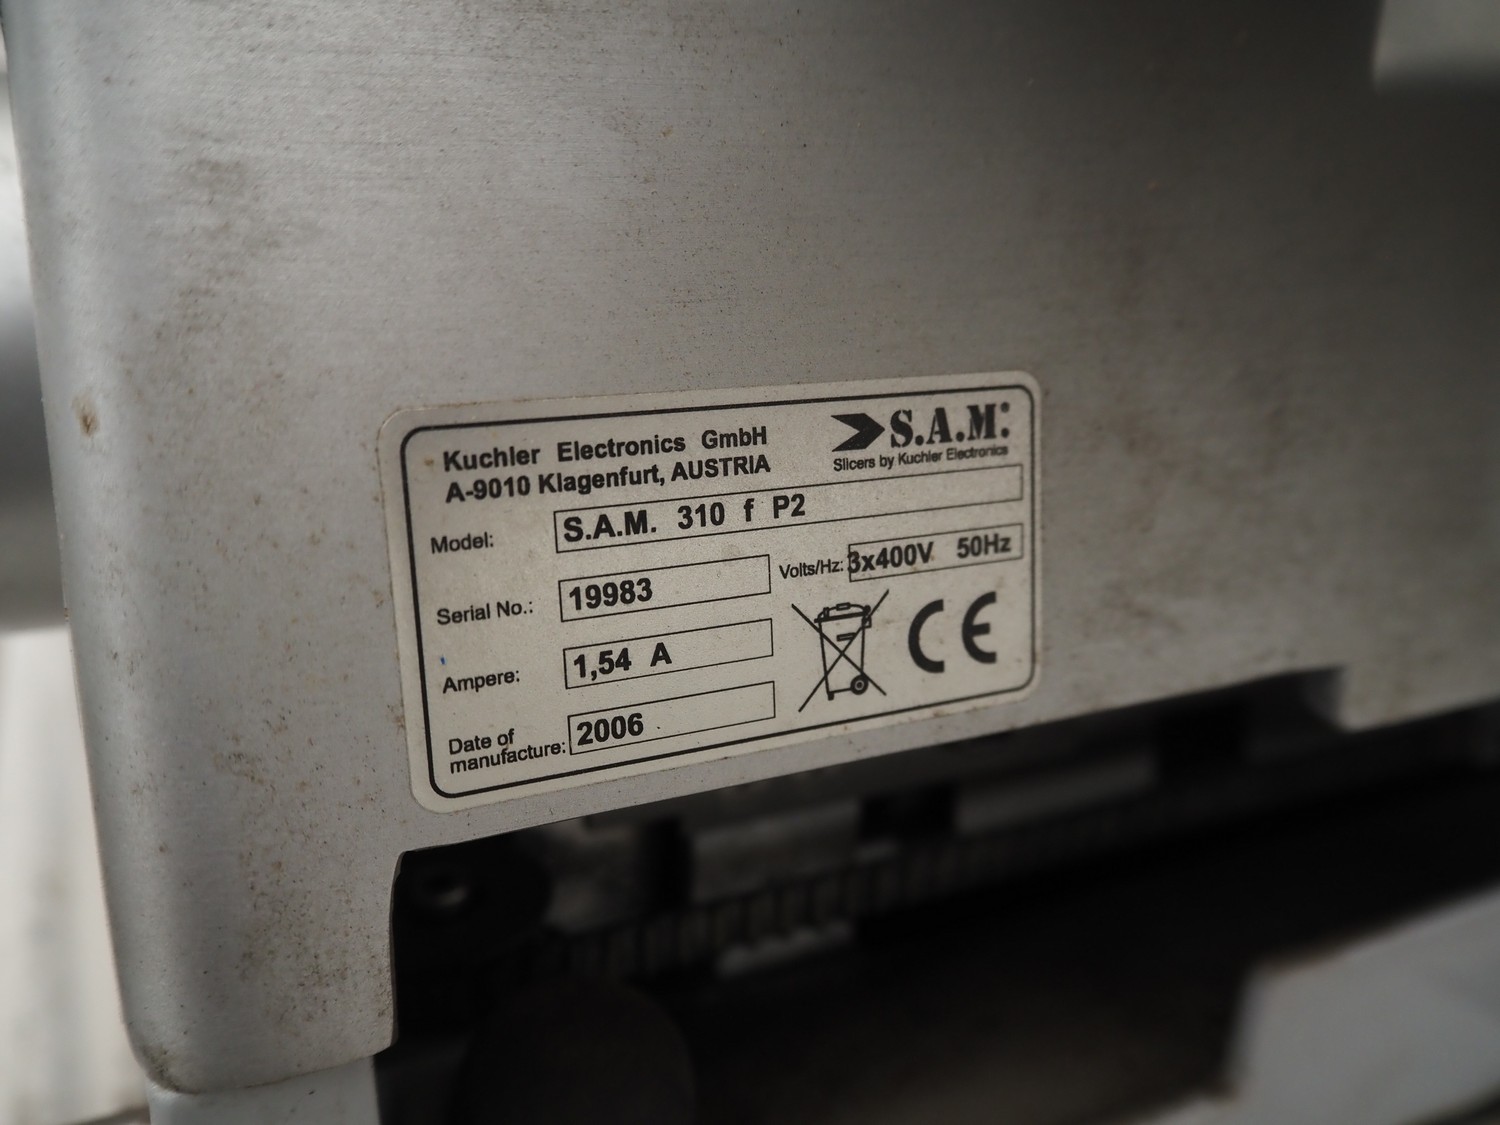 Kuchler Electronics GmbH
A-9010 Klagenfurt, AUSTRIA
S.A.M.:
Slicers by Kuchler Electronics
Model: S.A.M. 310 f P2
Serial No.: 19983 Volts/Hz: 3x400V 50Hz
Ampere: 1,54 A
CE
Date of
manufacture: 2006